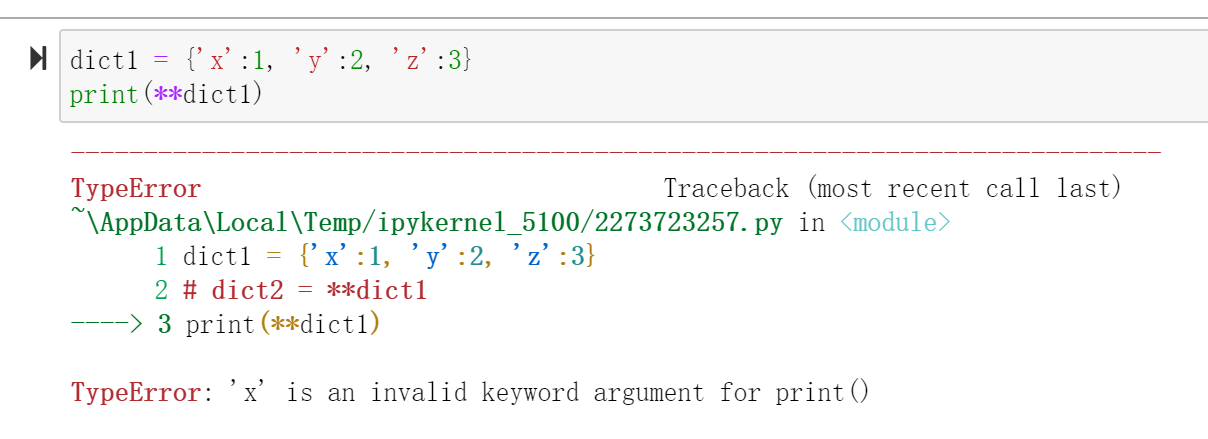 dict1 = {'x':1, 'y':2, 'z':3}
print(**dict1)
---------------------------------------------------------------------------
TypeError                                 Traceback (most recent call last)
~\AppData\Local\Temp/ipykernel_5100/2273723257.py in <module>
      1 dict1 = {'x':1, 'y':2, 'z':3}
      2 # dict2 = **dict1
----> 3 print(**dict1)
TypeError: 'x' is an invalid keyword argument for print()